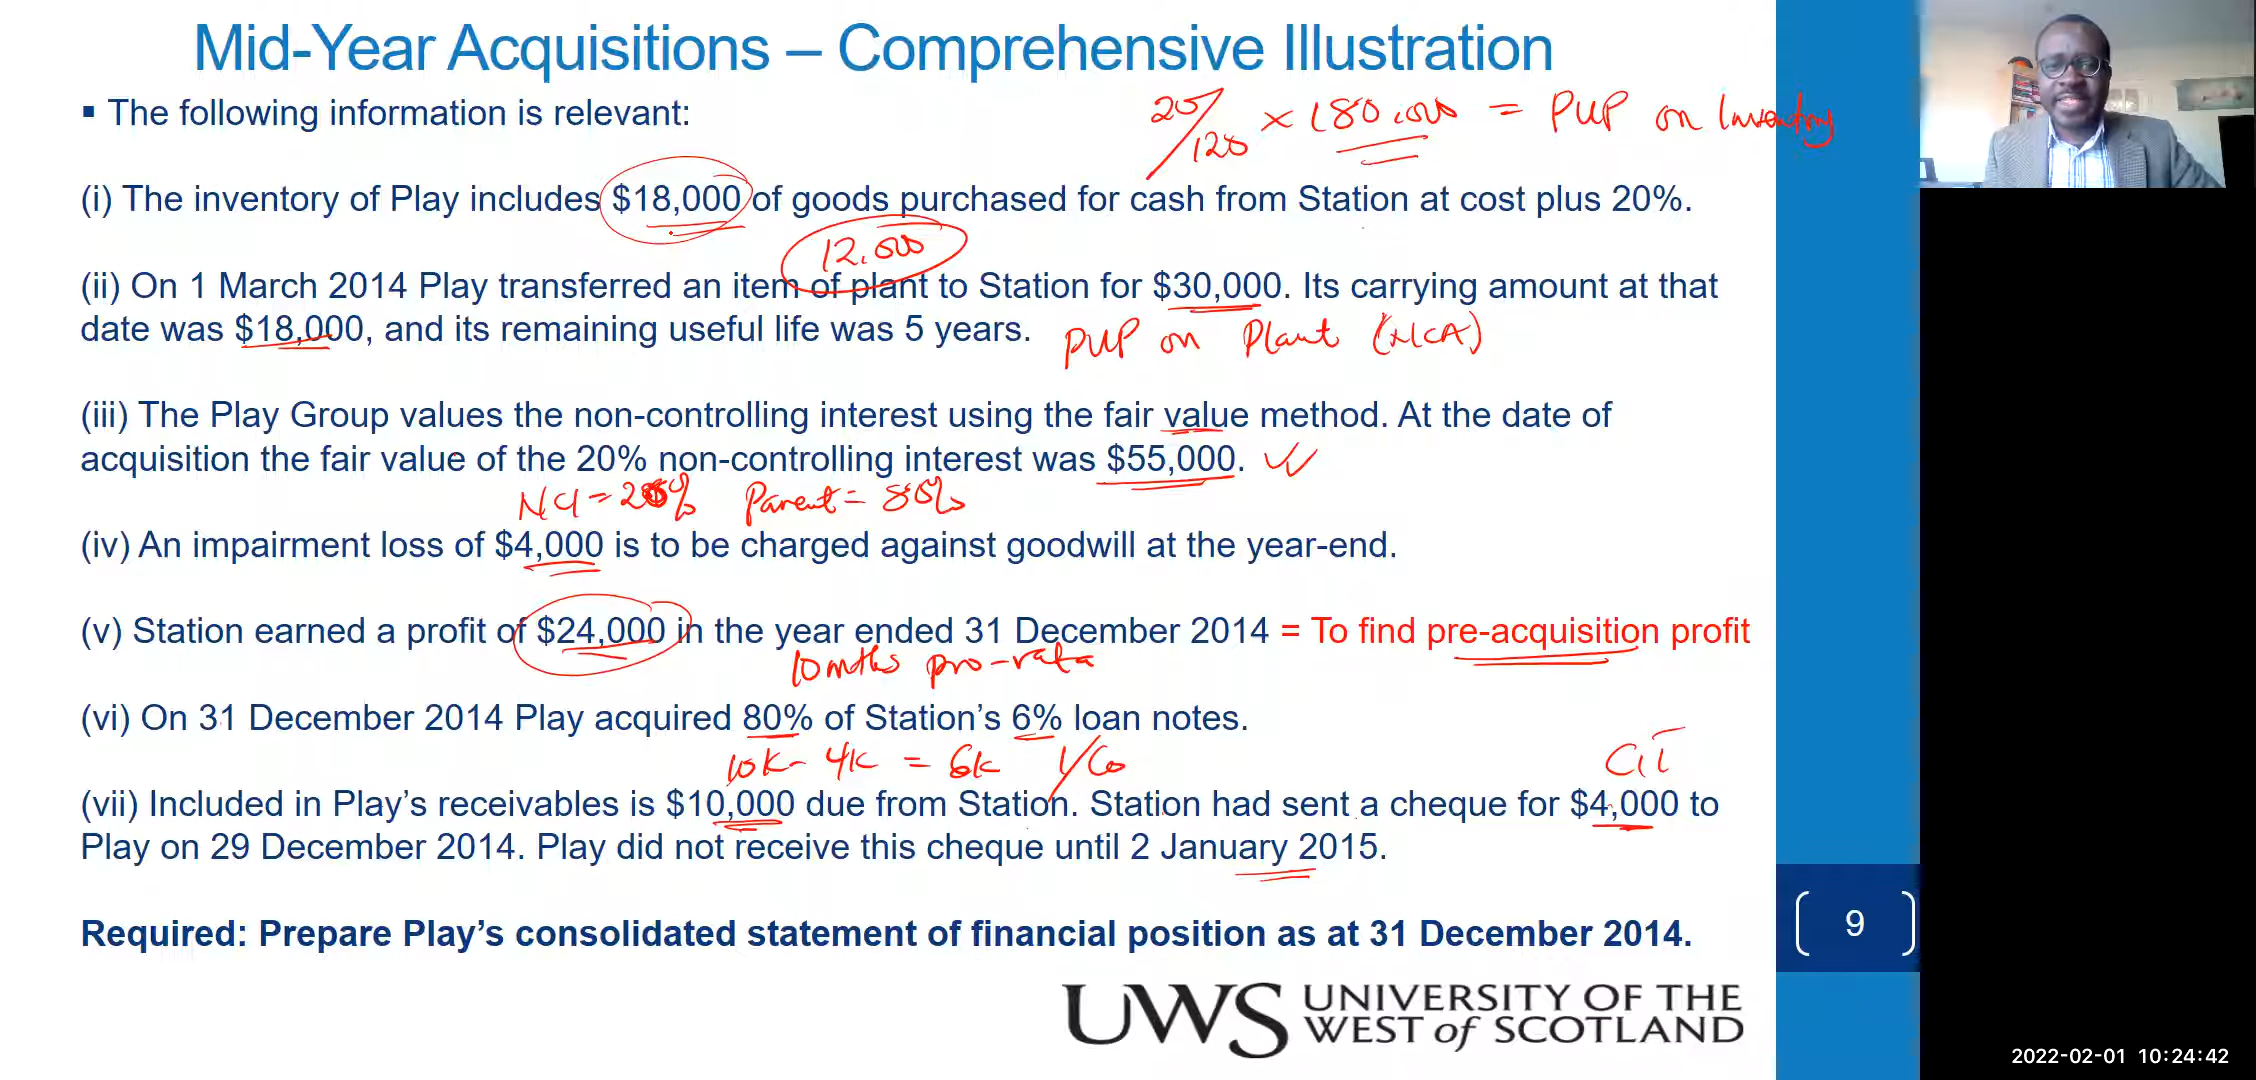 Mid-Year Acquisitions – Comprehensive Illustration
▪ The following information is relevant:
20/120 × 180,000 = PUP on Inventory
(i) The inventory of Play includes $18,000 of goods purchased for cash from Station at cost plus 20%.
12,000
(ii) On 1 March 2014 Play transferred an item of plant to Station for $30,000. Its carrying amount at that
date was $18,000, and its remaining useful life was 5 years.
PUP on Plant (NCA)
(iii) The Play Group values the non-controlling interest using the fair value method. At the date of
acquisition the fair value of the 20% non-controlling interest was $55,000.
NCI = 20% Parent = 80%
(iv) An impairment loss of $4,000 is to be charged against goodwill at the year-end.
(v) Station earned a profit of $24,000 in the year ended 31 December 2014 = To find pre-acquisition profit
10mths pro-rata
(vi) On 31 December 2014 Play acquired 80% of Station’s 6% loan notes.
10K - 4K = 6K I/Co
CIT
(vii) Included in Play’s receivables is $10,000 due from Station. Station had sent a cheque for $4,000 to
Play on 29 December 2014. Play did not receive this cheque until 2 January 2015.
Required: Prepare Play’s consolidated statement of financial position as at 31 December 2014.
9
UWS UNIVERSITY OF THE
WEST of SCOTLAND
2022-02-01 10:24:42